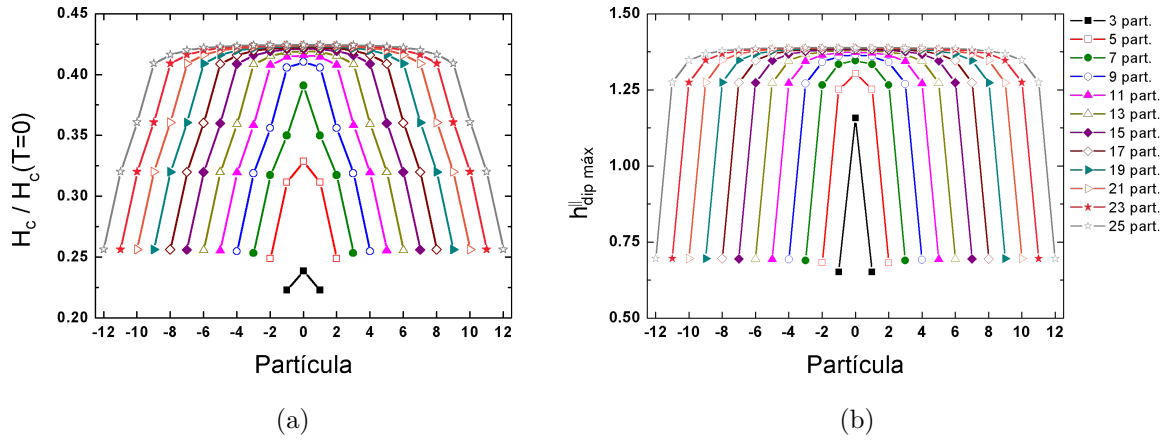 0.45
0.40
0.35
0.30
0.25
0.20
H_c / H_c(T=0)
-12 -10 -8 -6 -4 -2 0 2 4 6 8 10 12
Partícula
(a)
1.50
1.25
1.00
0.75
0.50
h^||_dip máx
-12 -10 -8 -6 -4 -2 0 2 4 6 8 10 12
Partícula
(b)
3 part.
5 part.
7 part.
9 part.
11 part.
13 part.
15 part.
17 part.
19 part.
21 part.
23 part.
25 part.